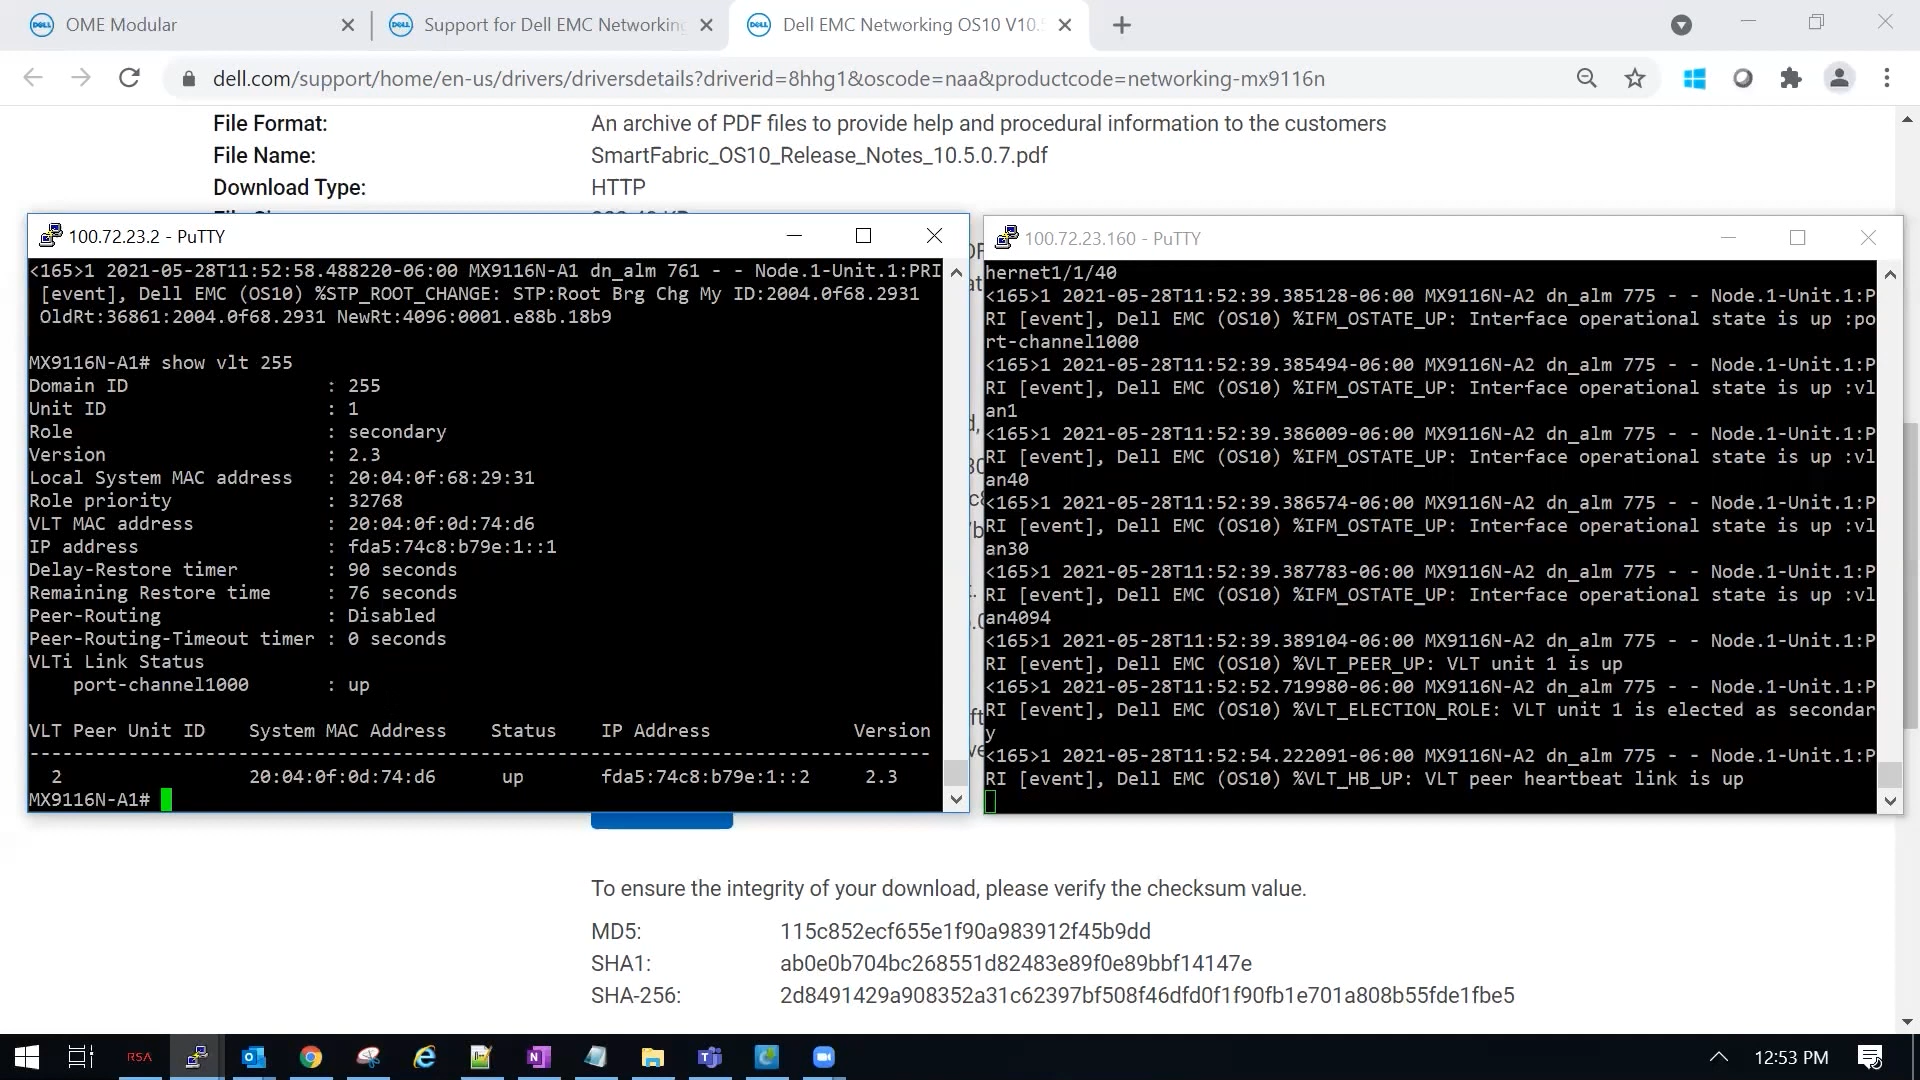 OME Modular
Support for Dell EMC Networking
Dell EMC Networking OS10 V10.5
dell.com/support/home/en-us/drivers/driversdetails?driverid=8hhg1&oscode=naa&productcode=networking-mx9116n
File Format: An archive of PDF files to provide help and procedural information to the customers
File Name: SmartFabric_OS10_Release_Notes_10.5.0.7.pdf
Download Type: HTTP
100.72.23.2 - PuTTY
<165>1 2021-05-28T11:52:58.488220-06:00 MX9116N-A1 dn_alm 761 - - Node.1-Unit.1:PRI
[event], Dell EMC (OS10) %STP_ROOT_CHANGE: STP:Root Brg Chg My ID:2004.0f68.2931
OldRt:36861:2004.0f68.2931 NewRt:4096:0001.e88b.18b9
MX9116N-A1# show vlt 255
Domain ID : 255
Unit ID : 1
Role : secondary
Version : 2.3
Local System MAC address : 20:04:0f:68:29:31
Role priority : 32768
VLT MAC address : 20:04:0f:0d:74:d6
IP address : fda5:74c8:b79e:1::1
Delay-Restore timer : 90 seconds
Remaining Restore time : 76 seconds
Peer-Routing : Disabled
Peer-Routing-Timeout timer : 0 seconds
VLTi Link Status
port-channel1000 : up
VLT Peer Unit ID System MAC Address Status IP Address Version
--------------------------------------------------------------------------------
2 20:04:0f:0d:74:d6 up fda5:74c8:b79e:1::2 2.3
MX9116N-A1#
100.72.23.160 - PuTTY
hernet1/1/40
<165>1 2021-05-28T11:52:39.385128-06:00 MX9116N-A2 dn_alm 775 - - Node.1-Unit.1:P
RI [event], Dell EMC (OS10) %IFM_OSTATE_UP: Interface operational state is up :po
rt-channel1000
<165>1 2021-05-28T11:52:39.385494-06:00 MX9116N-A2 dn_alm 775 - - Node.1-Unit.1:P
RI [event], Dell EMC (OS10) %IFM_OSTATE_UP: Interface operational state is up :vl
an1
<165>1 2021-05-28T11:52:39.386009-06:00 MX9116N-A2 dn_alm 775 - - Node.1-Unit.1:P
RI [event], Dell EMC (OS10) %IFM_OSTATE_UP: Interface operational state is up :vl
an40
<165>1 2021-05-28T11:52:39.386574-06:00 MX9116N-A2 dn_alm 775 - - Node.1-Unit.1:P
RI [event], Dell EMC (OS10) %IFM_OSTATE_UP: Interface operational state is up :vl
an30
<165>1 2021-05-28T11:52:39.387783-06:00 MX9116N-A2 dn_alm 775 - - Node.1-Unit.1:P
RI [event], Dell EMC (OS10) %IFM_OSTATE_UP: Interface operational state is up :vl
an4094
<165>1 2021-05-28T11:52:39.389104-06:00 MX9116N-A2 dn_alm 775 - - Node.1-Unit.1:P
RI [event], Dell EMC (OS10) %VLT_PEER_UP: VLT unit 1 is up
<165>1 2021-05-28T11:52:52.719980-06:00 MX9116N-A2 dn_alm 775 - - Node.1-Unit.1:P
RI [event], Dell EMC (OS10) %VLT_ELECTION_ROLE: VLT unit 1 is elected as secondar
y
<165>1 2021-05-28T11:52:54.222091-06:00 MX9116N-A2 dn_alm 775 - - Node.1-Unit.1:P
RI [event], Dell EMC (OS10) %VLT_HB_UP: VLT peer heartbeat link is up
To ensure the integrity of your download, please verify the checksum value.
MD5: 115c852ecf655e1f90a983912f45b9dd
SHA1: ab0e0b704bc268551d82483e89f0e89bbf14147e
SHA-256: 2d8491429a908352a31c62397bf508f46dfd0f1f90fb1e701a808b55fde1fbe5
RSA
12:53 PM